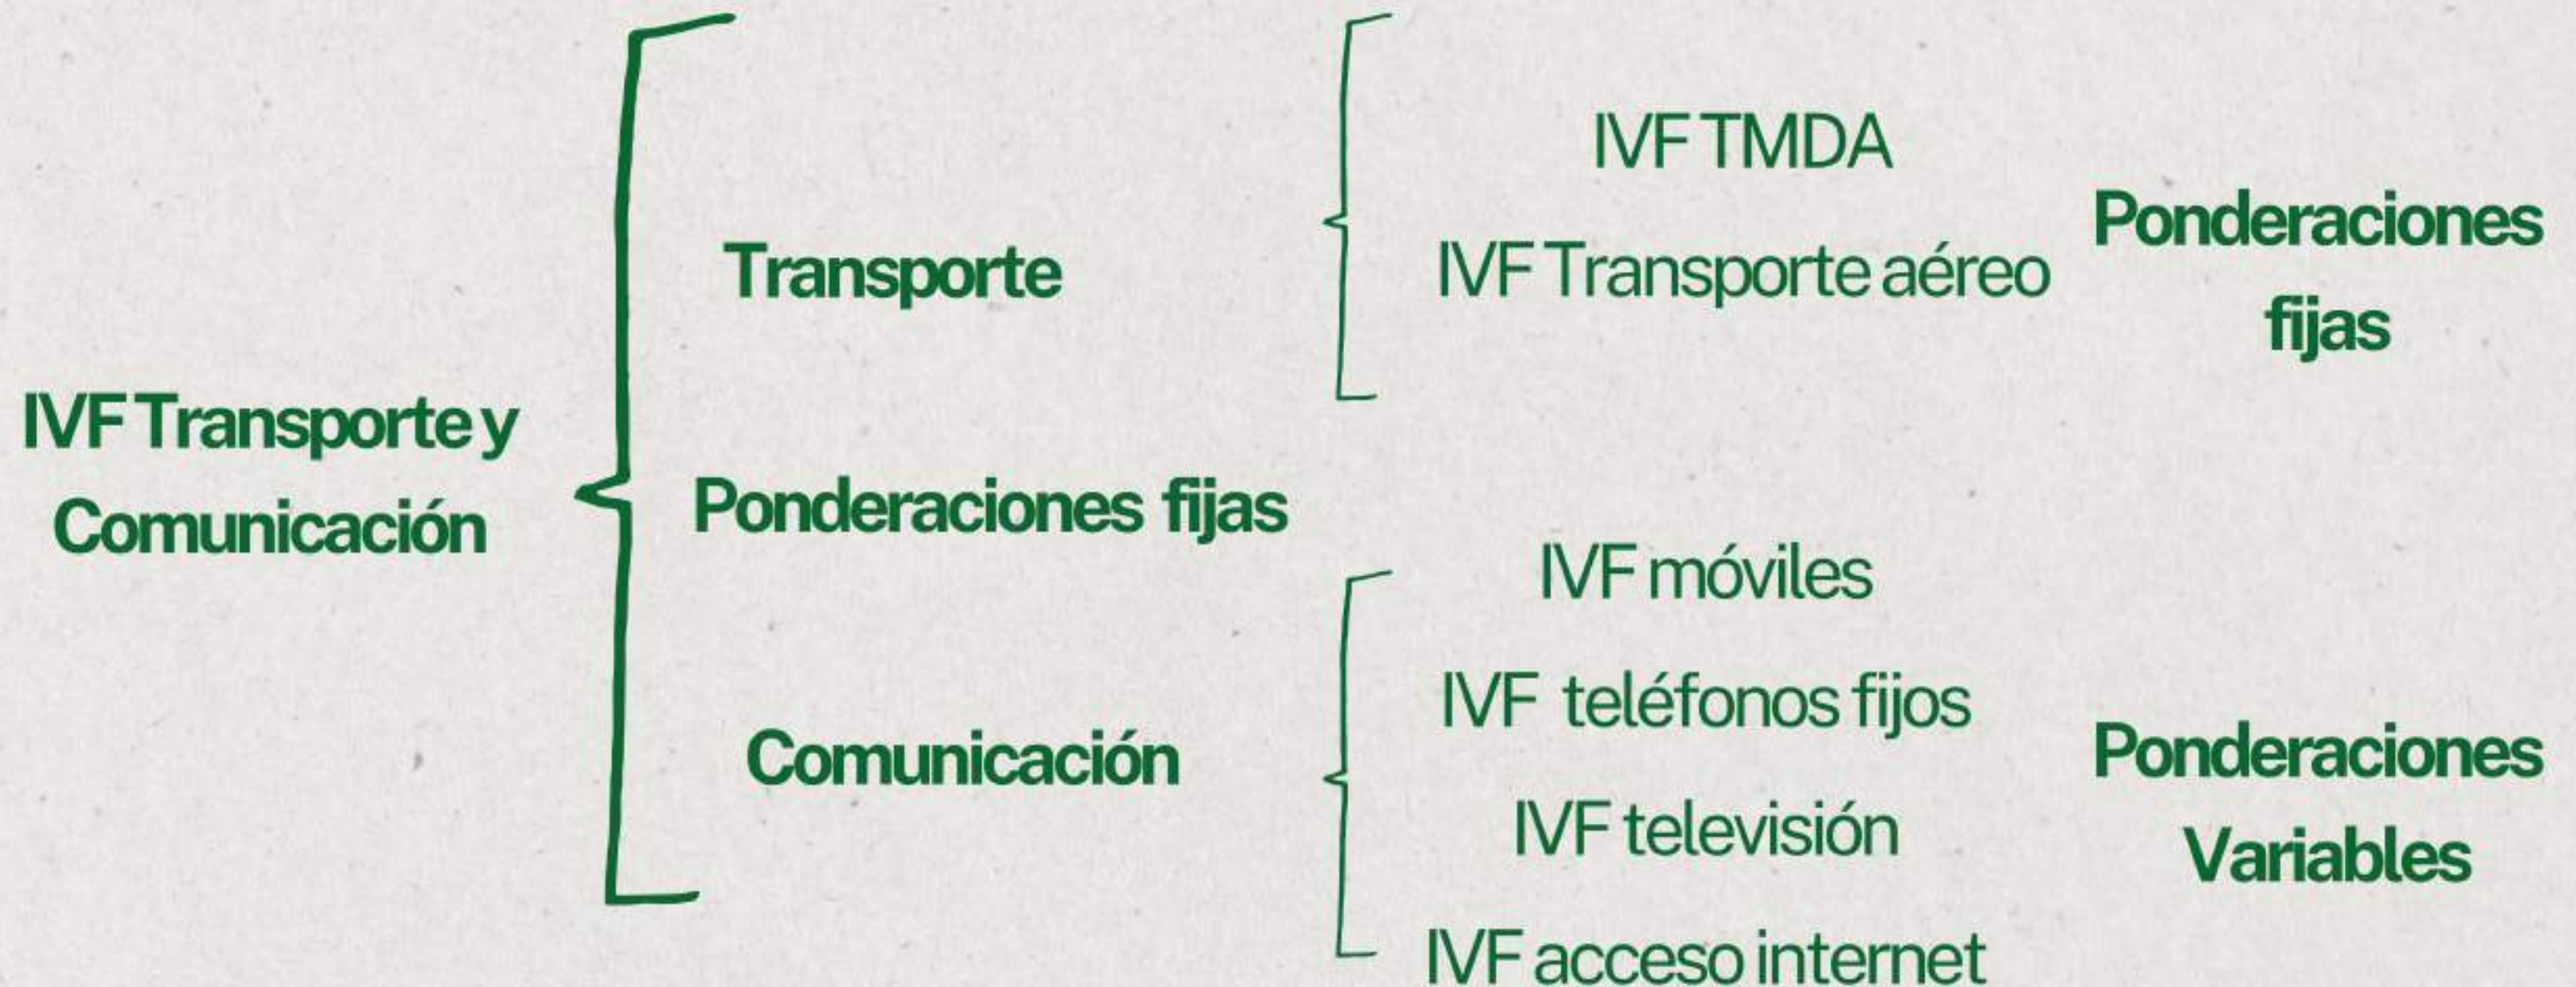 IVF Transporte y
Comunicación
Transporte
Ponderaciones fijas
Comunicación
IVF TMDA
IVF Transporte aéreo
Ponderaciones
fijas
IVF móviles
IVF teléfonos fijos
IVF televisión
IVF acceso internet
Ponderaciones
Variables